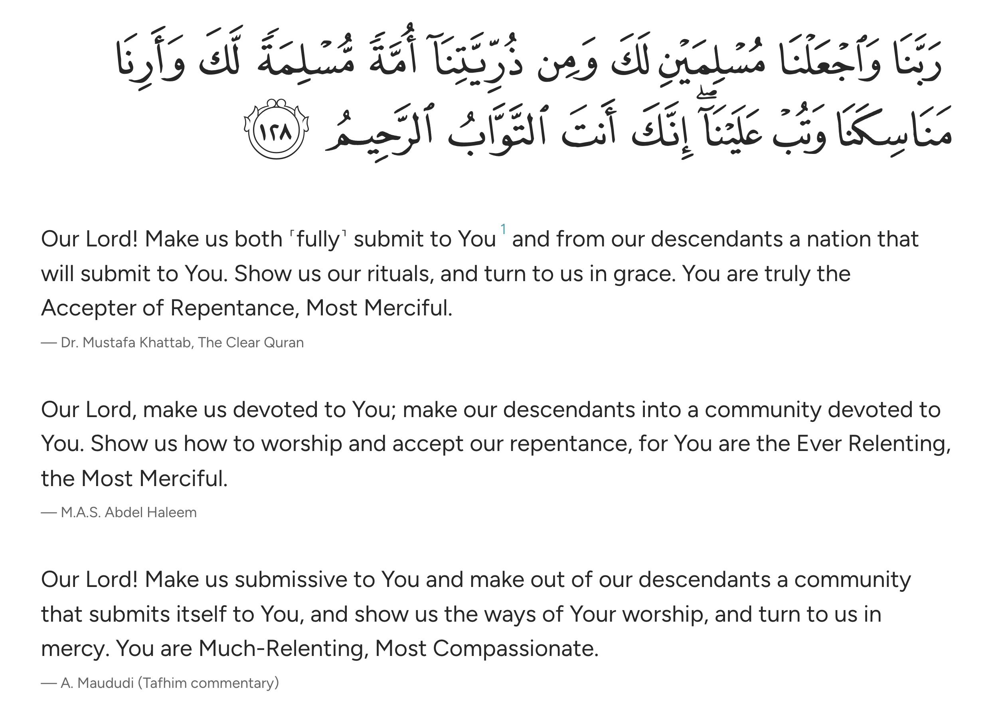 رَبَّنَا وَٱجْعَلْنَا مُسْلِمَيْنِ لَكَ وَمِن ذُرِّيَّتِنَآ أُمَّةً مُّسْلِمَةً لَّكَ وَأَرِنَا
مَنَاسِكَنَا وَتُبْ عَلَيْنَآ ۖ إِنَّكَ أَنتَ ٱلتَّوَّابُ ٱلرَّحِيمُ ١٢٨
Our Lord! Make us both ˹fully˺ submit to You 1 and from our descendants a nation that
will submit to You. Show us our rituals, and turn to us in grace. You are truly the
Accepter of Repentance, Most Merciful.
— Dr. Mustafa Khattab, The Clear Quran
Our Lord, make us devoted to You; make our descendants into a community devoted to
You. Show us how to worship and accept our repentance, for You are the Ever Relenting,
the Most Merciful.
— M.A.S. Abdel Haleem
Our Lord! Make us submissive to You and make out of our descendants a community
that submits itself to You, and show us the ways of Your worship, and turn to us in
mercy. You are Much-Relenting, Most Compassionate.
— A. Maududi (Tafhim commentary)